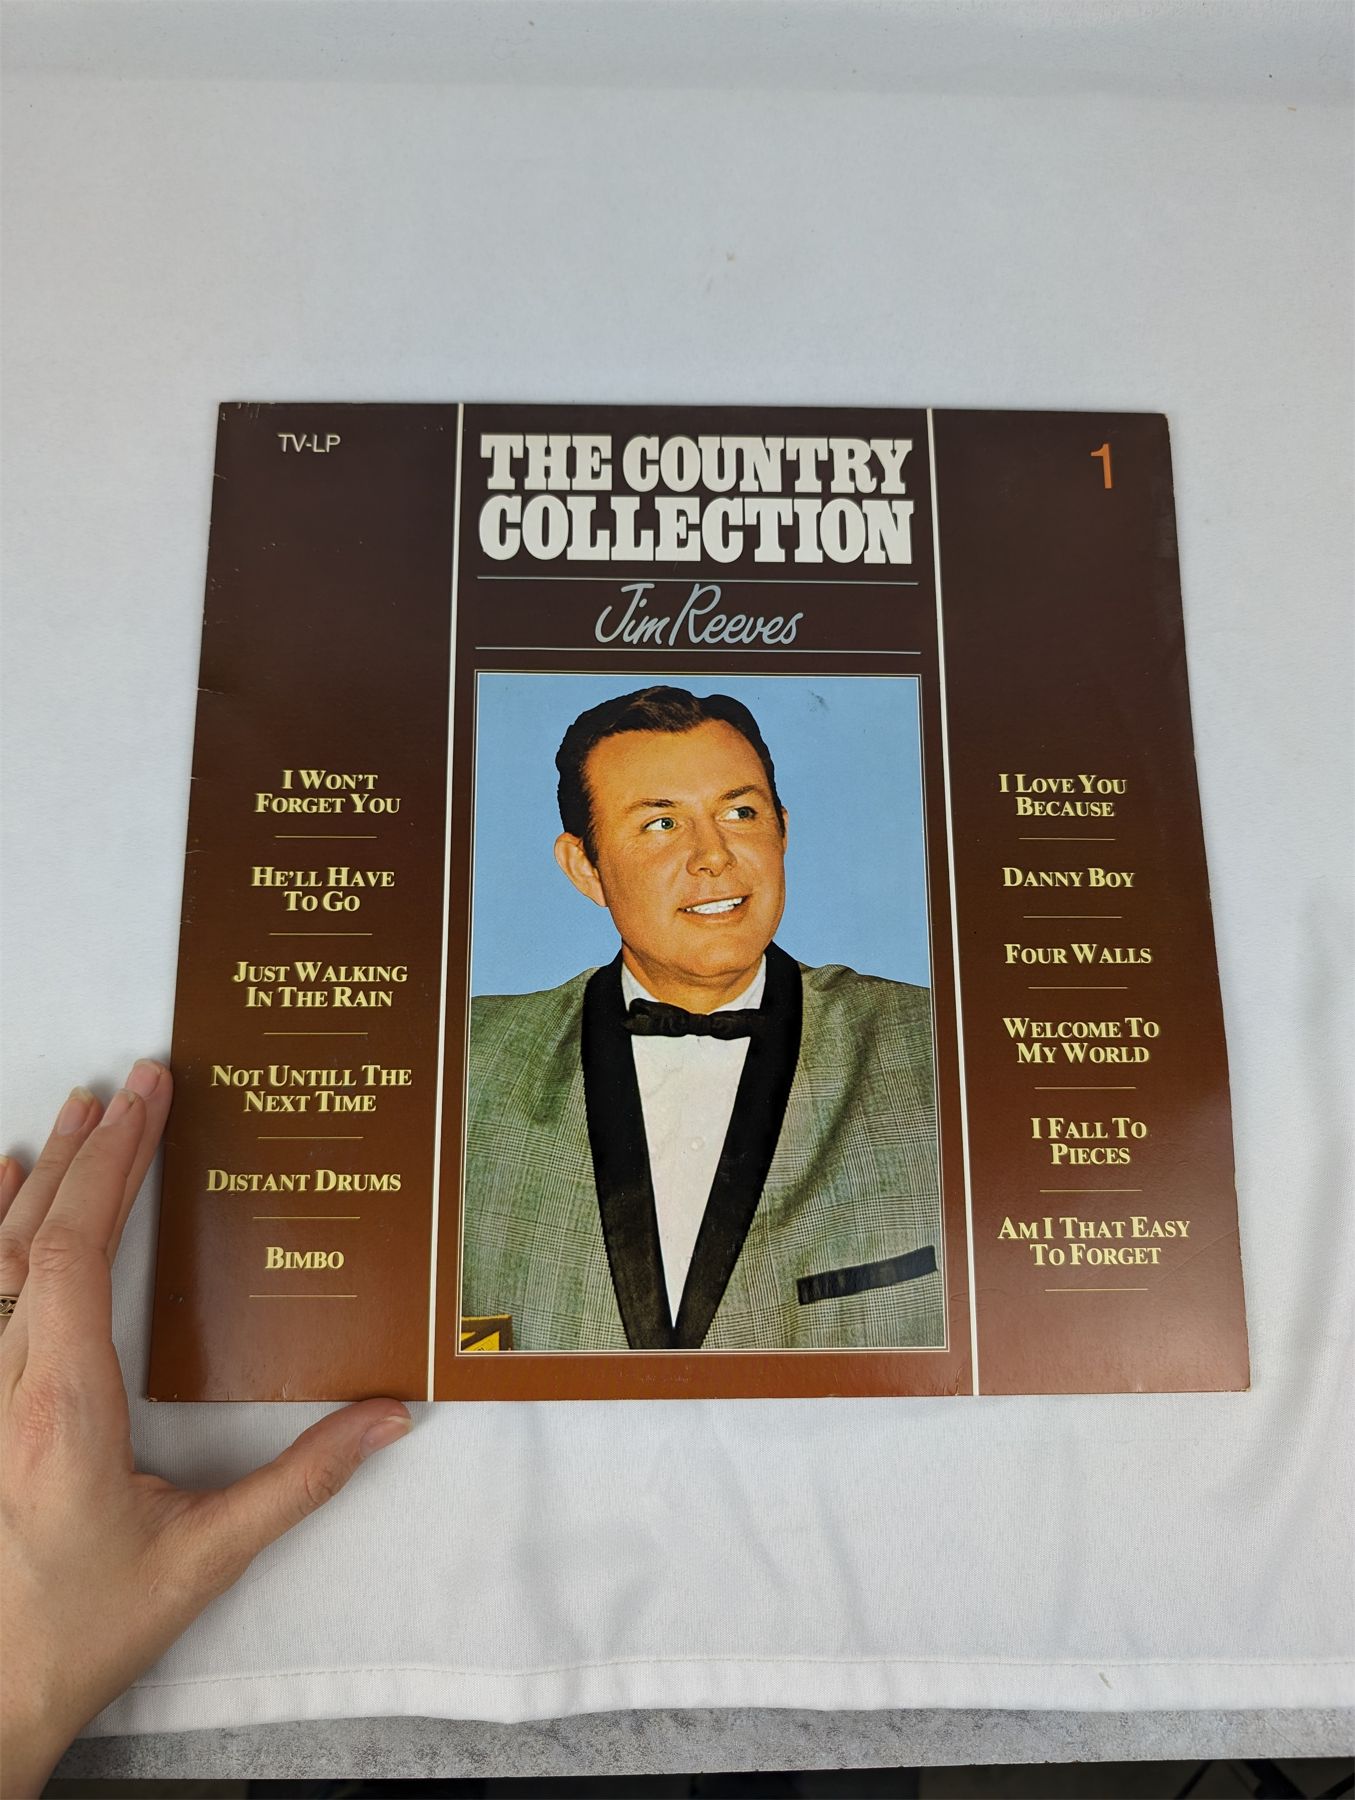 TV-LP
1
THE COUNTRY
COLLECTION
Jim Reeves
I WON'T
FORGET YOU
HE'LL HAVE
TO GO
JUST WALKING
IN THE RAIN
NOT UNTILL THE
NEXT TIME
DISTANT DRUMS
BIMBO
I LOVE YOU
BECAUSE
DANNY BOY
FOUR WALLS
WELCOME TO
MY WORLD
I FALL TO
PIECES
AM I THAT EASY
TO FORGET